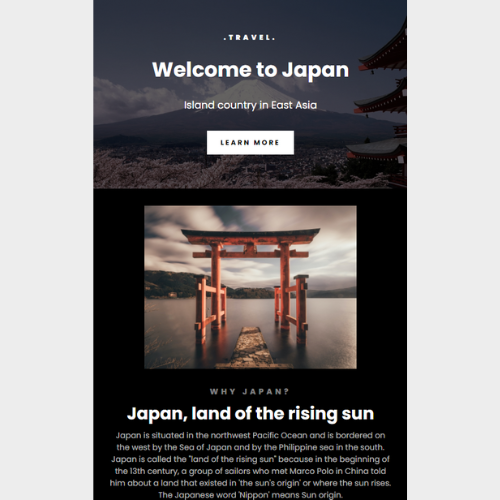 .TRAVEL.
Welcome to Japan
Island country in East Asia
LEARN MORE
WHY JAPAN?
Japan, land of the rising sun
Japan is situated in the northwest Pacific Ocean and is bordered on
the west by the Sea of Japan and by the Philippine sea in the south.
Japan is called the "land of the rising sun" because in the beginning of
the 13th century, a group of sailors who met Marco Polo in China told
him about a land that existed in 'the sun's origin' or where the sun rises.
The Japanese word 'Nippon' means Sun origin.